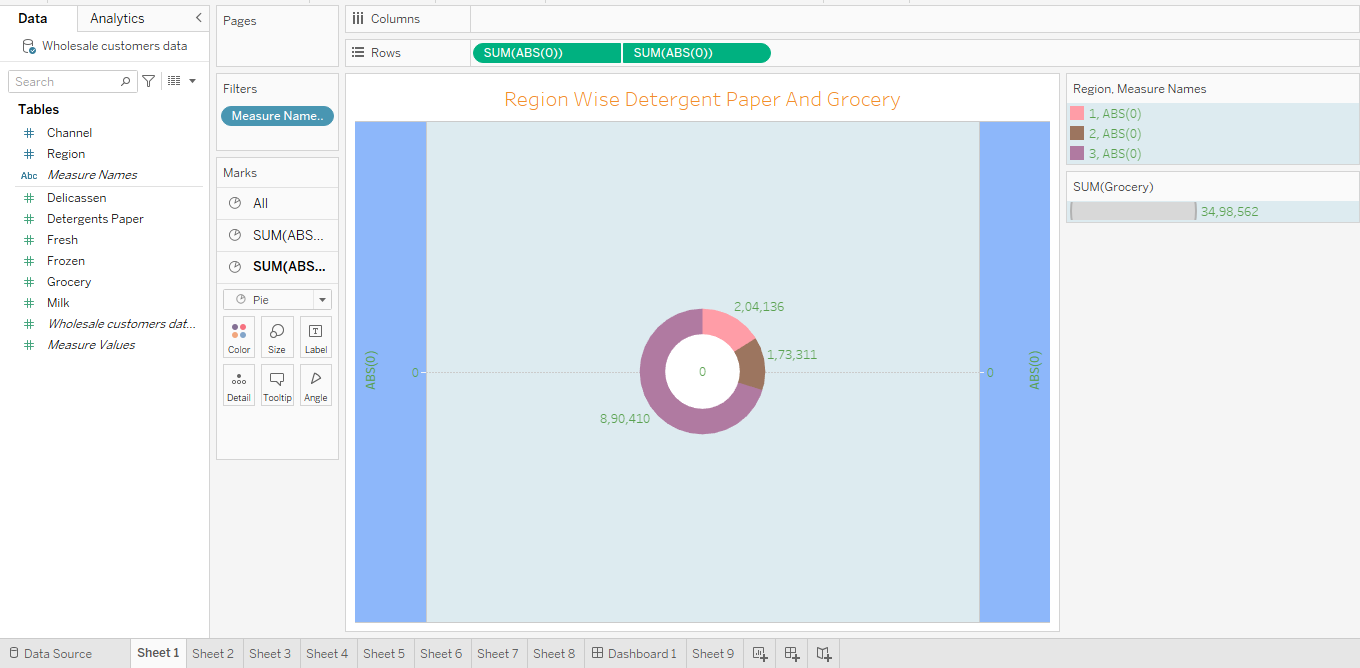 Data
Analytics
Wholesale customers data
Search
Tables
Channel
Region
Abc Measure Names
Delicassen
Detergents Paper
Fresh
Frozen
Grocery
Milk
Wholesale customers dat...
Measure Values
Pages
Filters
Measure Name..
Marks
All
SUM(ABS...
SUM(ABS...
Pie
Color Size Label
Detail Tooltip Angle
Columns
Rows
SUM(ABS(0)) SUM(ABS(0))
Region Wise Detergent Paper And Grocery
ABS(0)
0
2,04,136
1,73,311
0
8,90,410
0
ABS(0)
Region, Measure Names
1, ABS(0)
2, ABS(0)
3, ABS(0)
SUM(Grocery)
34,98,562
Data Source Sheet 1 Sheet 2 Sheet 3 Sheet 4 Sheet 5 Sheet 6 Sheet 7 Sheet 8 Dashboard 1 Sheet 9